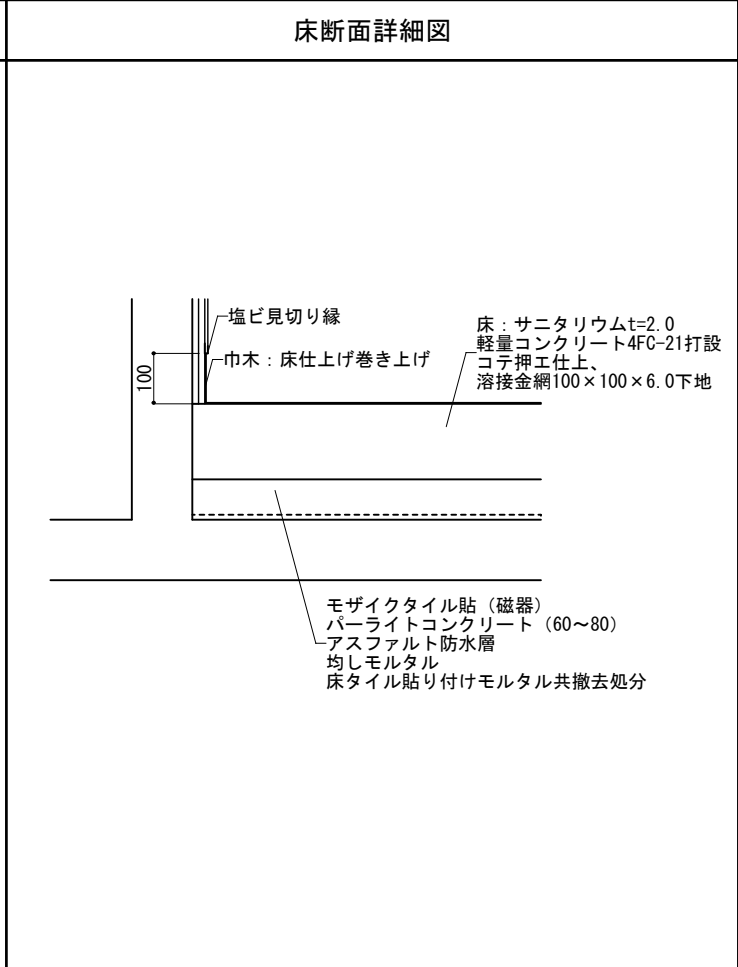 床断面詳細図
塩ビ見切り縁
巾木：床仕上げ巻き上げ
100
床：サニタリウムt=2.0
軽量コンクリート4FC-21打設
コテ押エ仕上、
溶接金網100×100×6.0下地
モザイクタイル貼（磁器）
パーライトコンクリート（60～80）
アスファルト防水層
均しモルタル
床タイル貼り付けモルタル共撤去処分